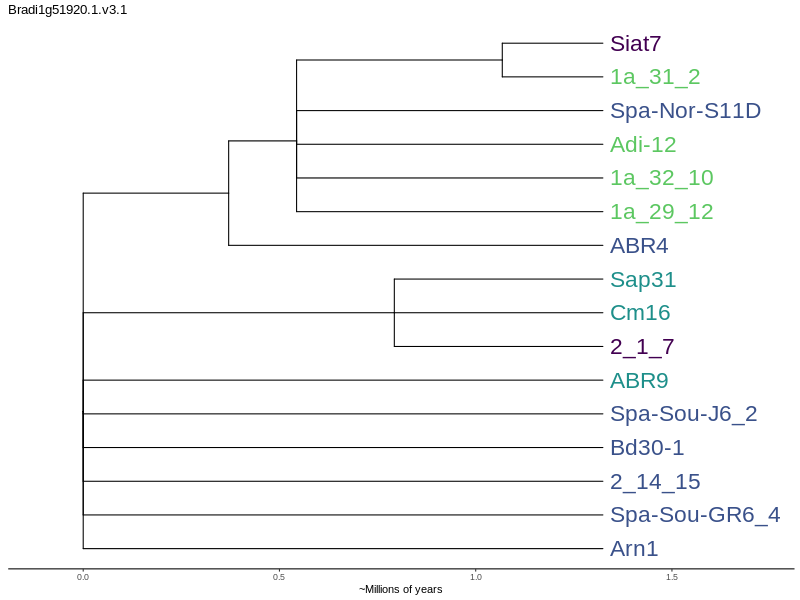 Bradi1g51920.1.v3.1
Siat7
1a_31_2
Spa-Nor-S11D
Adi-12
1a_32_10
1a_29_12
ABR4
Sap31
Cm16
2_1_7
ABR9
Spa-Sou-J6_2
Bd30-1
2_14_15
Spa-Sou-GR6_4
Arn1
0.0 0.5 1.0 1.5
~Millions of years